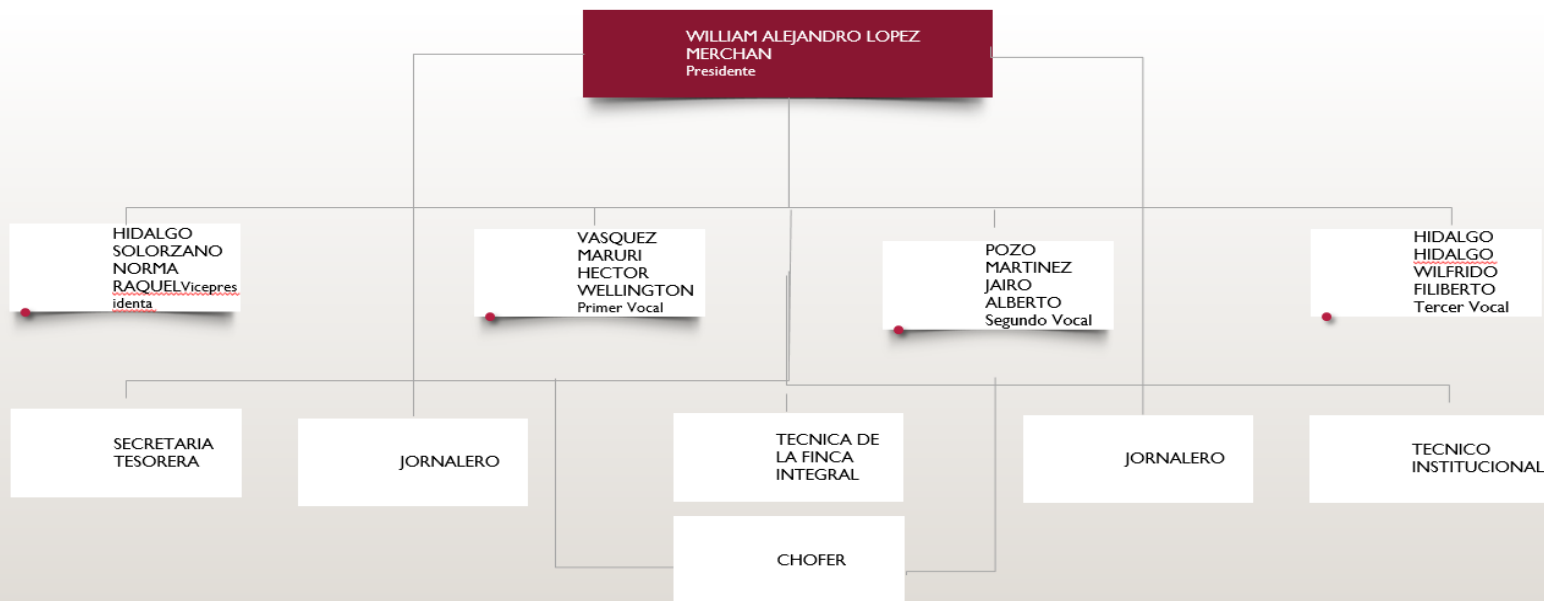 WILLIAM ALEJANDRO LOPEZ
MERCHAN
Presidente
HIDALGO
SOLORZANO
NORMA
RAQUELVicepres
identa
VASQUEZ
MARURI
HECTOR
WELLINGTON
Primer Vocal
POZO
MARTINEZ
JAIRO
ALBERTO
Segundo Vocal
HIDALGO
HIDALGO
WILFRIDO
FILIBERTO
Tercer Vocal
SECRETARIA
TESORERA
JORNALERO
TECNICA DE
LA FINCA
INTEGRAL
JORNALERO
TECNICO
INSTITUCIONAL
CHOFER